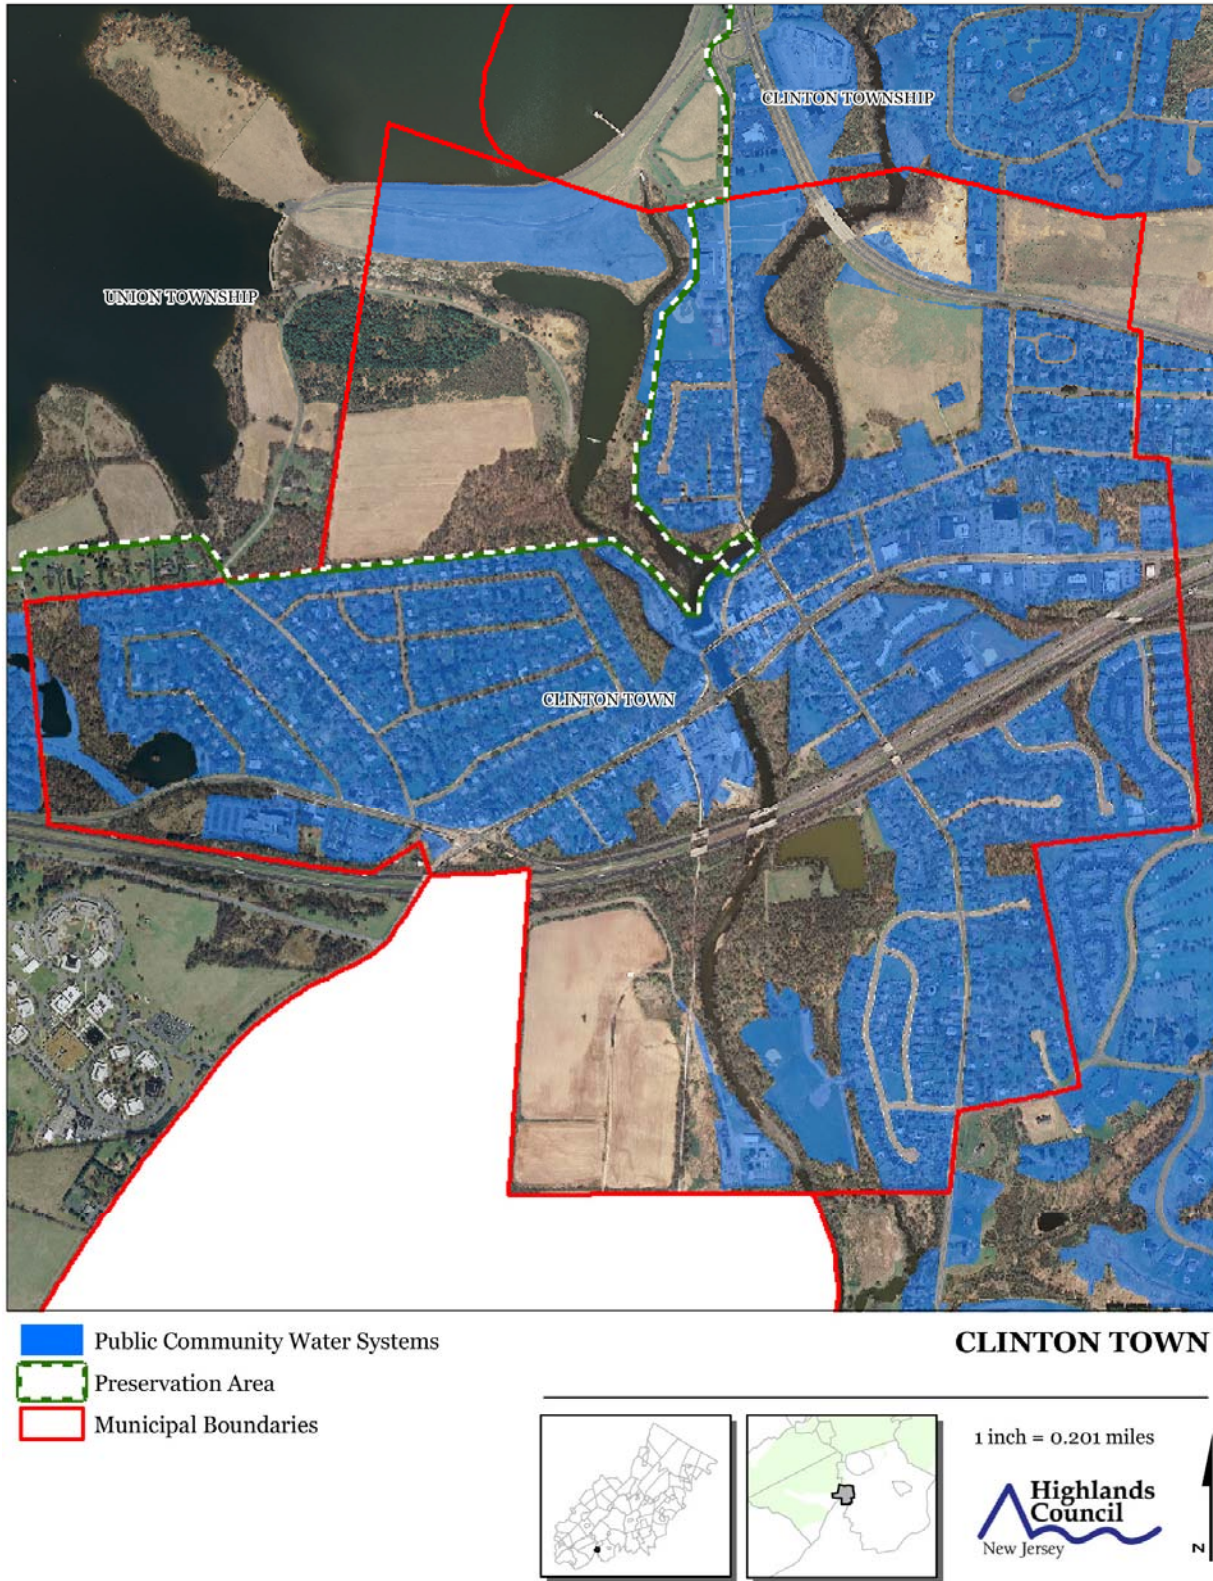 CLINTON TOWNSHIP
UNION TOWNSHIP
CLINTON TOWN
Public Community Water Systems
Preservation Area
Municipal Boundaries
CLINTON TOWN
1 inch = 0.201 miles
Highlands
Council
New Jersey
N